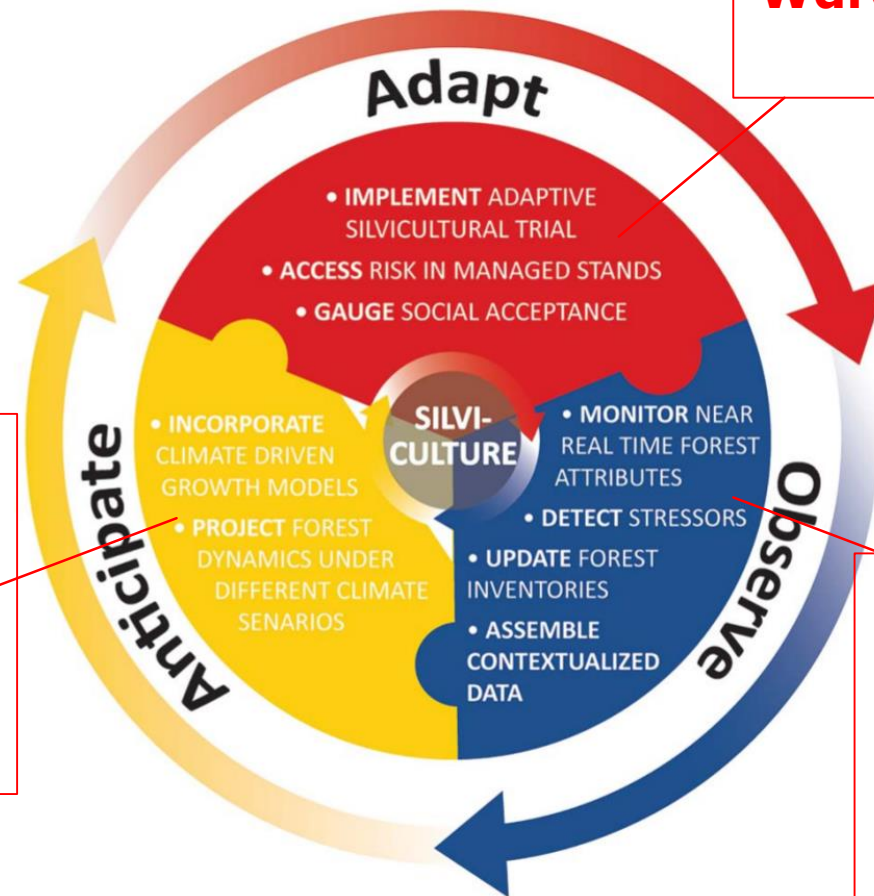 Adapt
• IMPLEMENT ADAPTIVE
SILVICULTURAL TRIAL
• ACCESS RISK IN MANAGED STANDS
• GAUGE SOCIAL ACCEPTANCE
SILVI-
CULTURE
• INCORPORATE
CLIMATE DRIVEN
GROWTH MODELS
• PROJECT FOREST
DYNAMICS UNDER
DIFFERENT CLIMATE
SENARIOS
Anticipate
• MONITOR NEAR
REAL TIME FOREST
ATTRIBUTES
• DETECT STRESSORS
• UPDATE FOREST
INVENTORIES
• ASSEMBLE
CONTEXTUALIZED
DATA
Observe